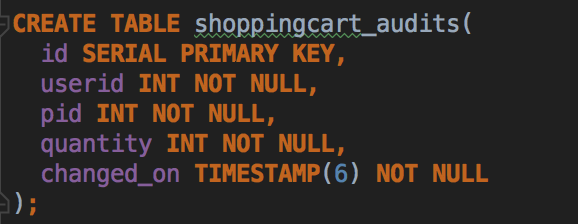 CREATE TABLE shoppingcart_audits(
id SERIAL PRIMARY KEY,
userid INT NOT NULL,
pid INT NOT NULL,
quantity INT NOT NULL,
changed_on TIMESTAMP(6) NOT NULL
);